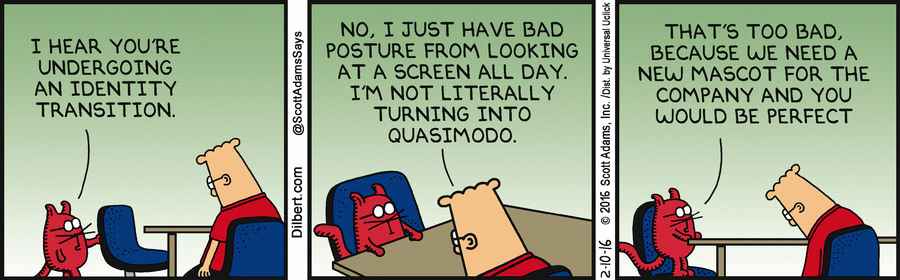 I HEAR YOU'RE
UNDERGOING
AN IDENTITY
TRANSITION.
Dilbert.com @ScottAdamsSays
NO, I JUST HAVE BAD
POSTURE FROM LOOKING
AT A SCREEN ALL DAY.
I'M NOT LITERALLY
TURNING INTO
QUASIMODO.
2-10-16 © 2016 Scott Adams, Inc. /Dist. by Universal Uclick
THAT'S TOO BAD,
BECAUSE WE NEED A
NEW MASCOT FOR THE
COMPANY AND YOU
WOULD BE PERFECT